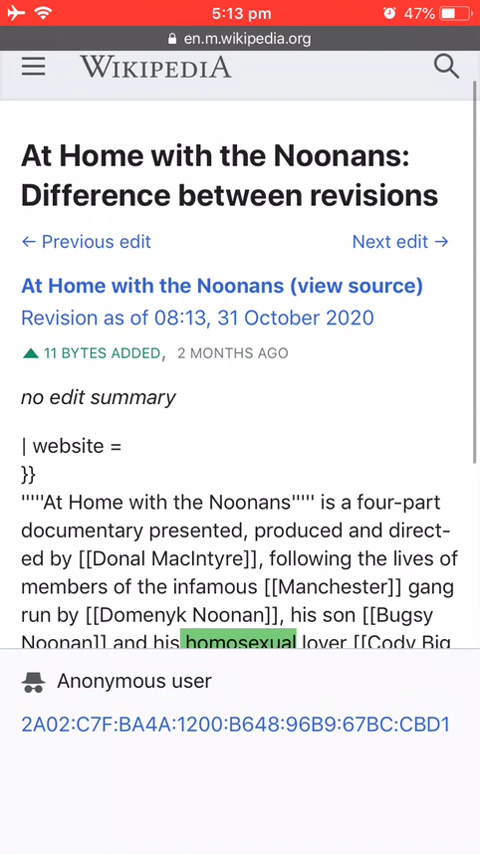 5:13 pm
47%
en.m.wikipedia.org
WIKIPEDIA
At Home with the Noonans:
Difference between revisions
← Previous edit
Next edit →
At Home with the Noonans (view source)
Revision as of 08:13, 31 October 2020
▲ 11 BYTES ADDED, 2 MONTHS AGO
no edit summary
| website =
}}
'''''At Home with the Noonans''''' is a four-part
documentary presented, produced and direct-
ed by [[Donal MacIntyre]], following the lives of
members of the infamous [[Manchester]] gang
run by [[Domenyk Noonan]], his son [[Bugsy
Noonan]] and his homosexual lover [[Cody Big
Anonymous user
2A02:C7F:BA4A:1200:B648:96B9:67BC:CBD1